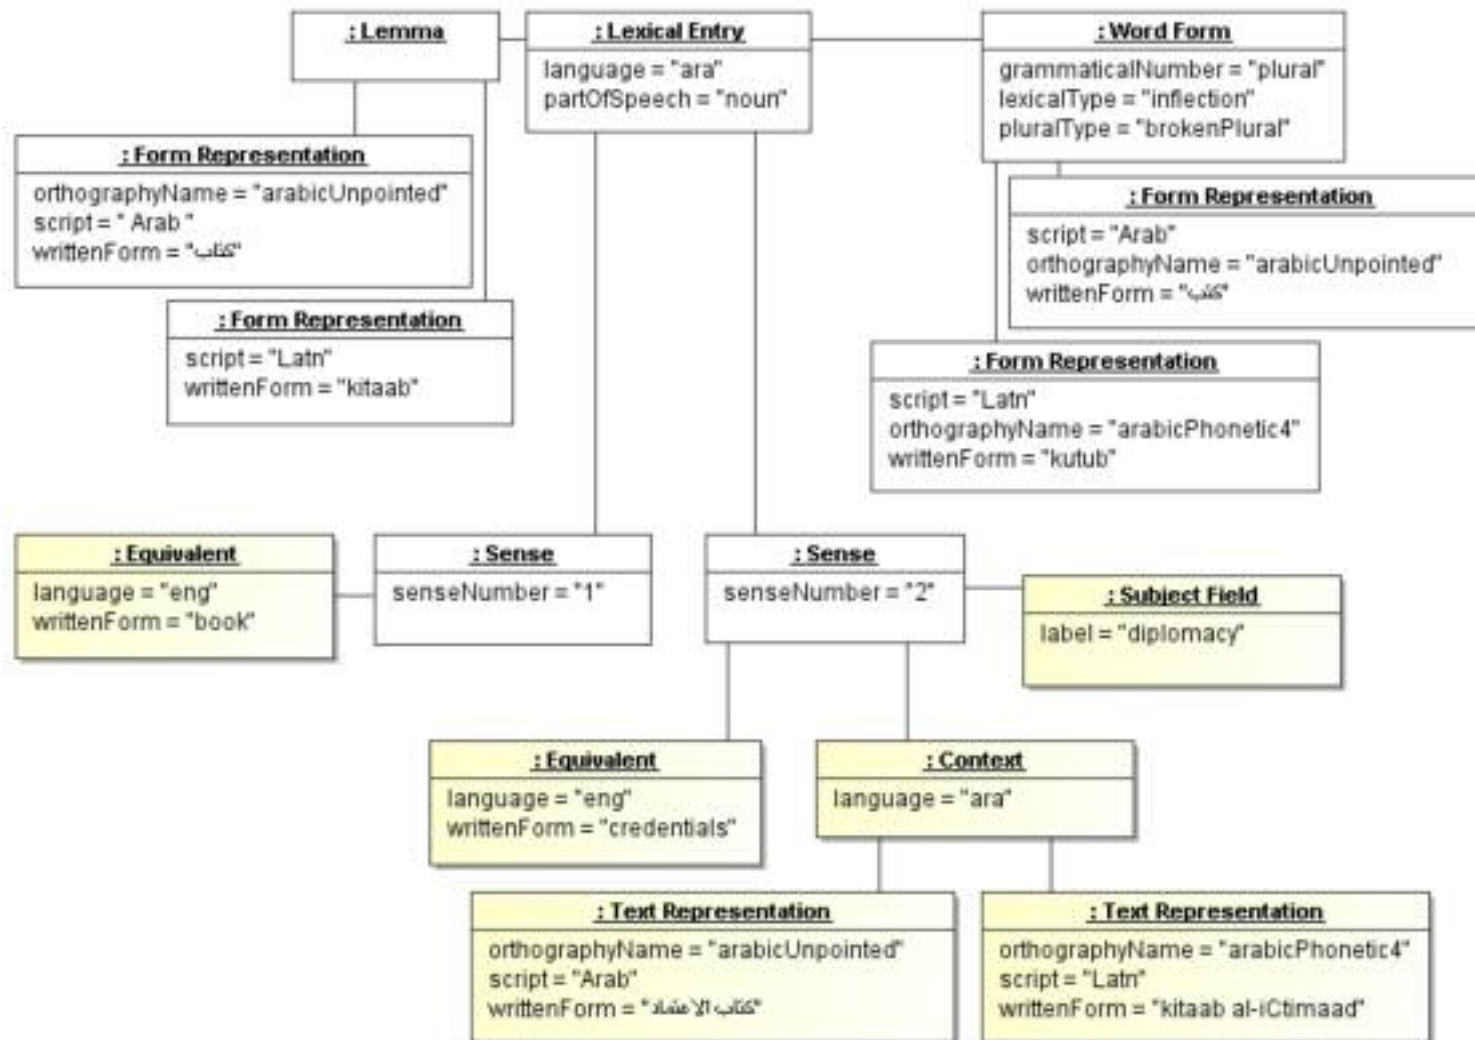 : Lemma
: Lexical Entry
language = "ara"
partOfSpeech = "noun"
: Word Form
grammaticalNumber = "plural"
lexicalType = "inflection"
pluralType = "brokenPlural"
: Form Representation
orthographyName = "arabicUnpointed"
script = " Arab "
writtenForm = "كتاب"
: Form Representation
script = "Latn"
writtenForm = "kitaab"
: Form Representation
script = "Arab"
orthographyName = "arabicUnpointed"
writtenForm = "كتب"
: Form Representation
script = "Latn"
orthographyName = "arabicPhonetic4"
writtenForm = "kutub"
: Equivalent
language = "eng"
writtenForm = "book"
: Sense
senseNumber = "1"
: Sense
senseNumber = "2"
: Subject Field
label = "diplomacy"
: Equivalent
language = "eng"
writtenForm = "credentials"
: Context
language = "ara"
: Text Representation
orthographyName = "arabicUnpointed"
script = "Arab"
writtenForm = "كتاب الاعتماد"
: Text Representation
orthographyName = "arabicPhonetic4"
script = "Latn"
writtenForm = "kitaab al-iCtimaad"